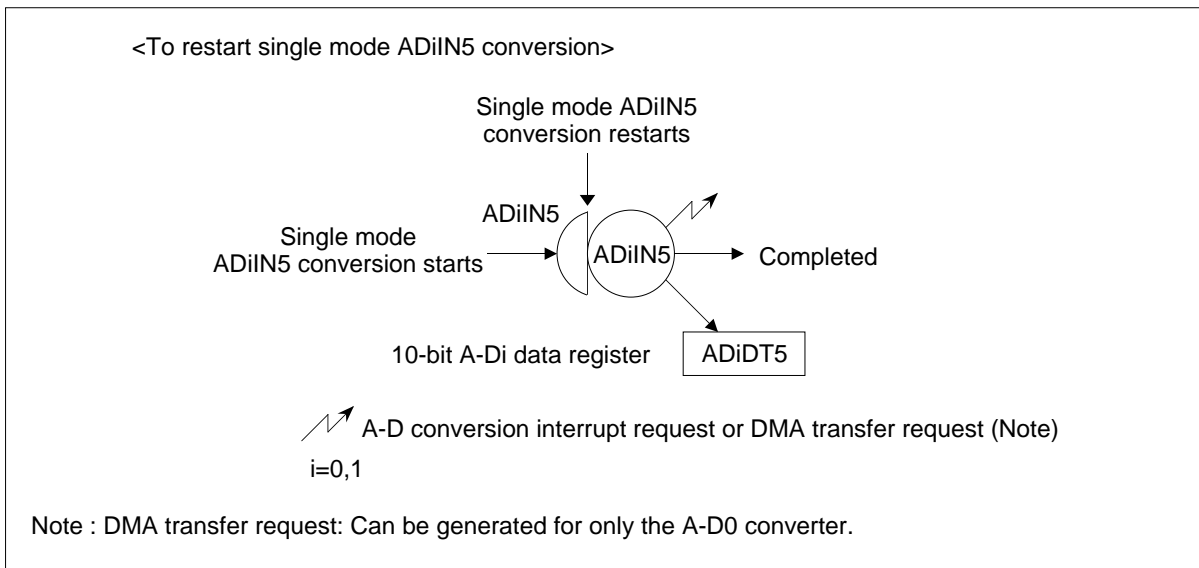 <To restart single mode ADiIN5 conversion>
Single mode ADiIN5
conversion restarts
ADiIN5
Single mode
ADiIN5 conversion starts
ADiIN5
Completed
10-bit A-Di data register
ADiDT5
A-D conversion interrupt request or DMA transfer request (Note)
i=0,1
Note : DMA transfer request: Can be generated for only the A-D0 converter.